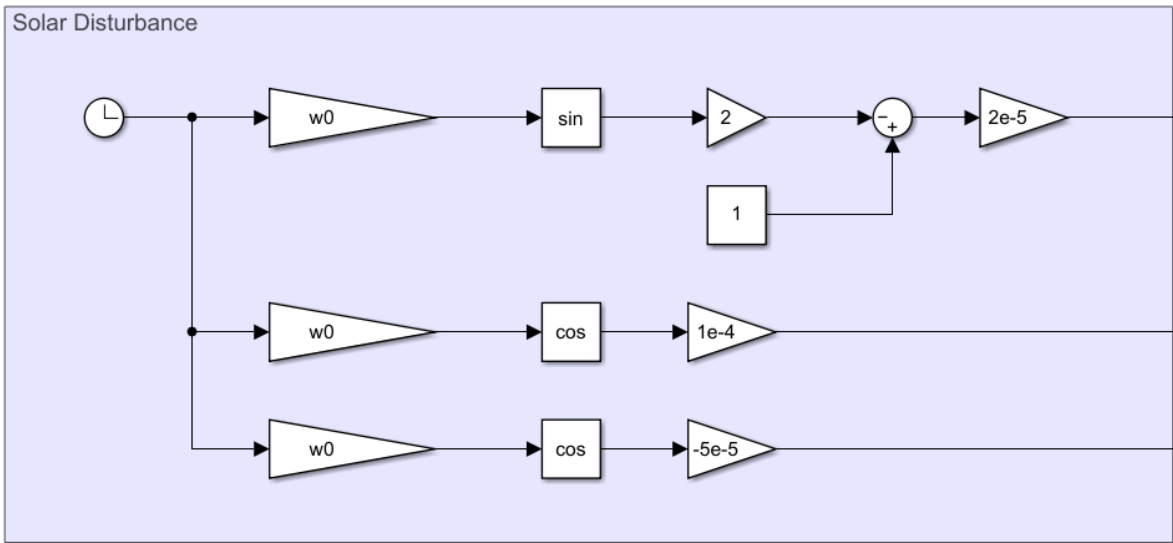 Solar Disturbance
w0
sin
2
−
+
2e-5
1
w0
cos
1e-4
w0
cos
-5e-5